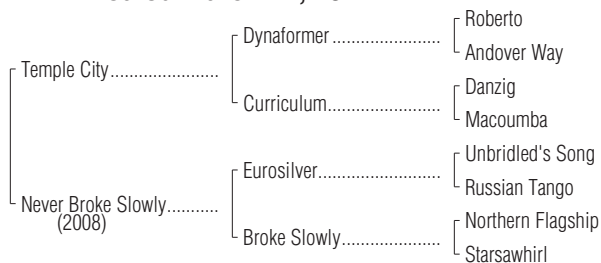 Temple City......................
Never Broke Slowly..........
(2008)
Dynaformer......................
Curriculum.............................
Eurosilver..........................
Broke Slowly.....................
Roberto
Andover Way
Danzig
Macoumba
Unbridled's Song
Russian Tango
Northern Flagship
Starsawhirl